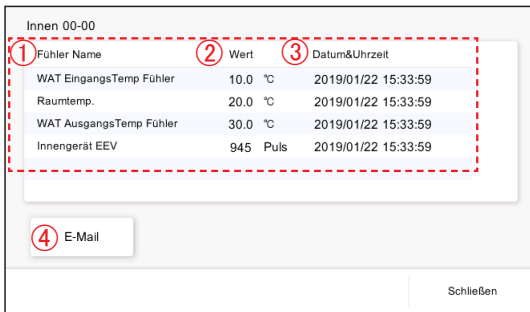 Innen 00-00
① Fühler Name ② Wert ③ Datum&Uhrzeit
WAT EingangsTemp Fühler 10.0 °C 2019/01/22 15:33:59
Raumtemp. 20.0 °C 2019/01/22 15:33:59
WAT AusgangsTemp Fühler 30.0 °C 2019/01/22 15:33:59
Innengerät EEV 945 Puls 2019/01/22 15:33:59
④ E-Mail
Schließen